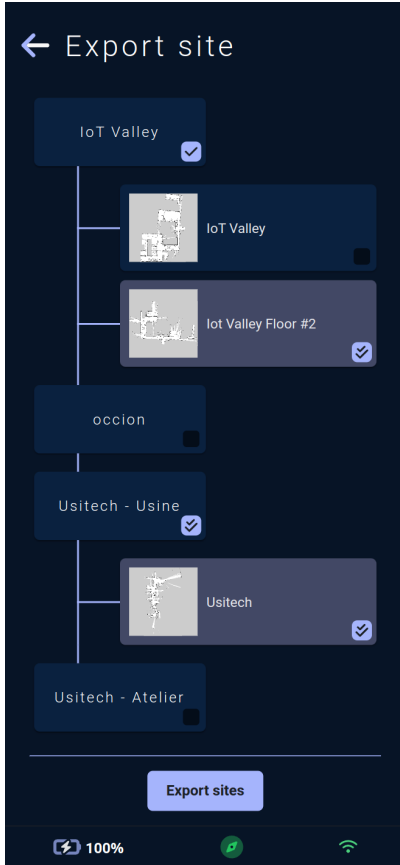 Export site
IoT Valley
IoT Valley
Iot Valley Floor #2
occion
Usitech - Usine
Usitech
Usitech - Atelier
Export sites
100%